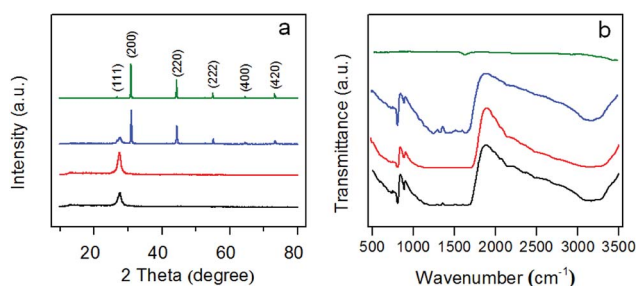 a
(111)
(200)
(220)
(222)
(400)
(420)
Intensity (a.u.)
20 40 60 80
2 Theta (degree)
b
Transmittance (a.u.)
500 1000 1500 2000 2500 3000 3500
Wavenumber (cm⁻¹)